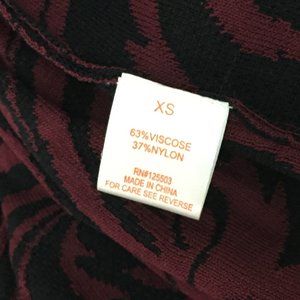 XS
63%VISCOSE
37%NYLON
RN#125503
MADE IN CHINA
FOR CARE SEE REVERSE